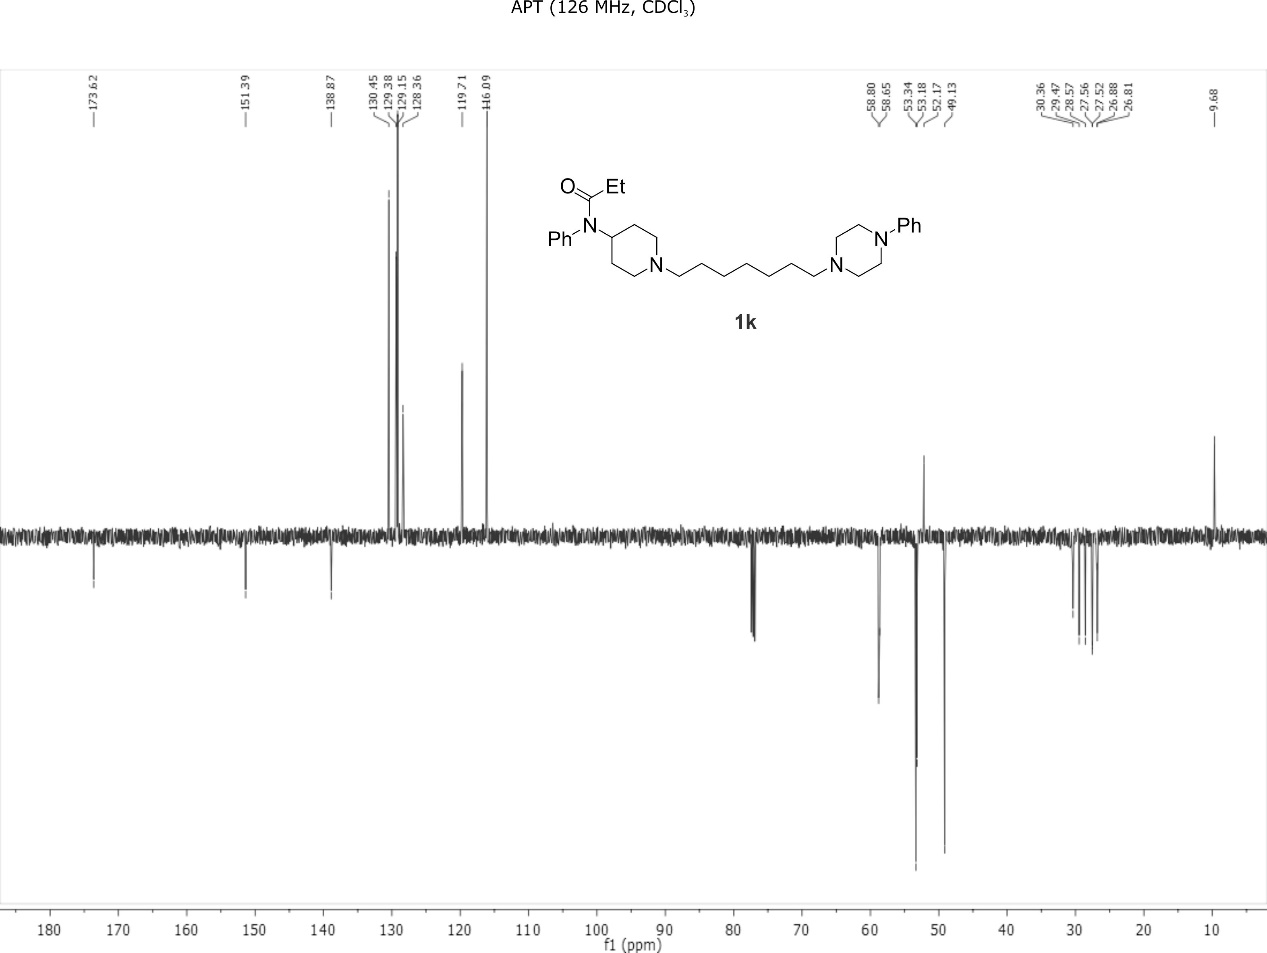 APT (126 MHz, CDCl₃)
173.62
151.39
138.87
130.45
129.38
129.15
128.36
119.71
116.09
58.80
58.65
53.34
53.18
52.17
49.13
30.36
29.47
28.57
27.56
27.52
26.88
26.81
9.68
O
Et
N
Ph
N
N
N
Ph
1k
180 170 160 150 140 130 120 110 100 90 80 70 60 50 40 30 20 10
f1 (ppm)